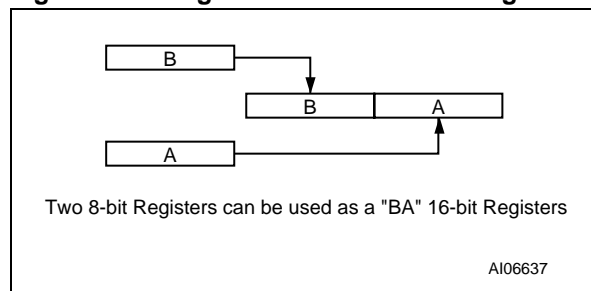 B
B A
A
Two 8-bit Registers can be used as a "BA" 16-bit Registers
AI06637